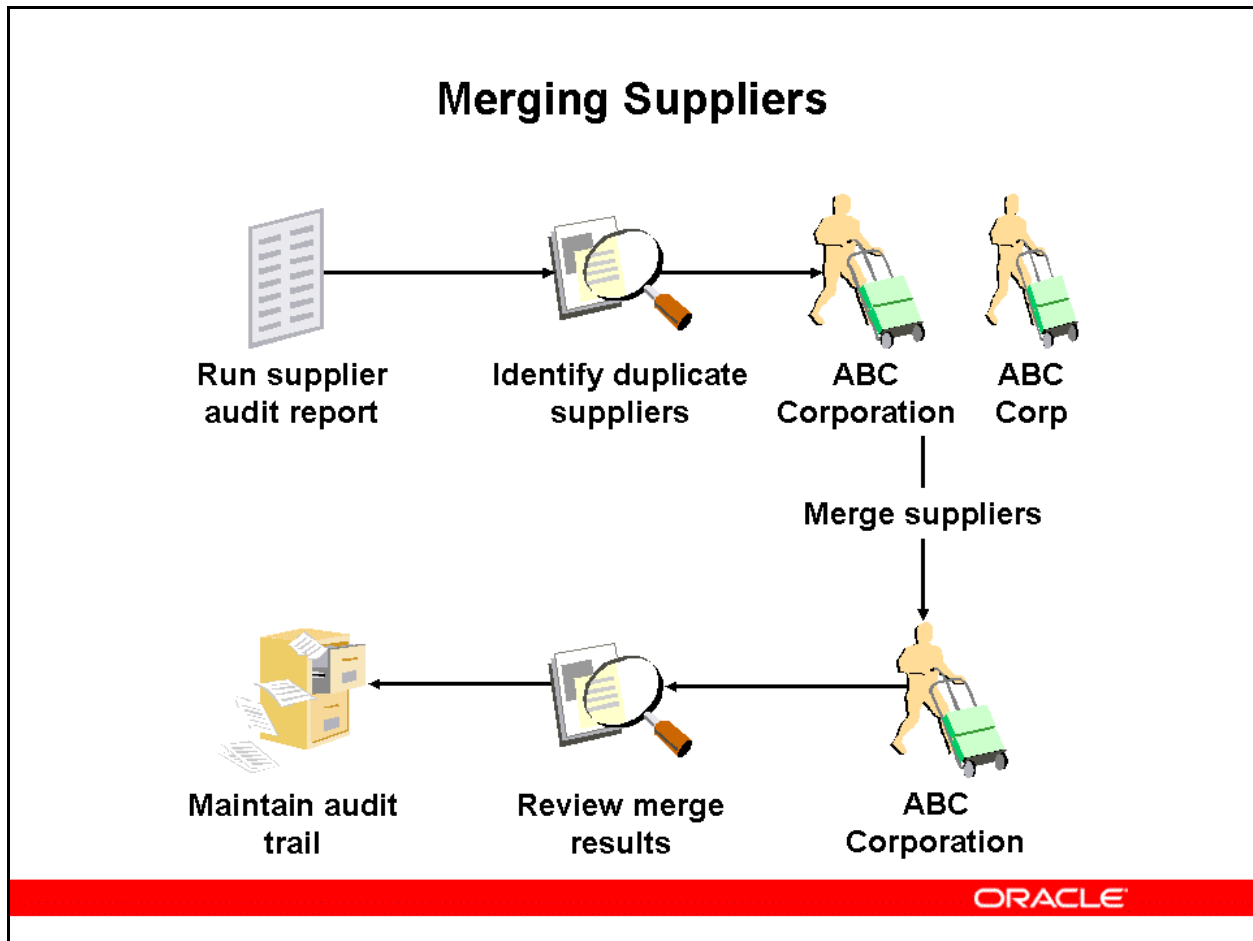 Merging Suppliers
Run supplier
audit report
Identify duplicate
suppliers
ABC
Corporation
ABC
Corp
Merge suppliers
Maintain audit
trail
Review merge
results
ABC
Corporation
ORACLE